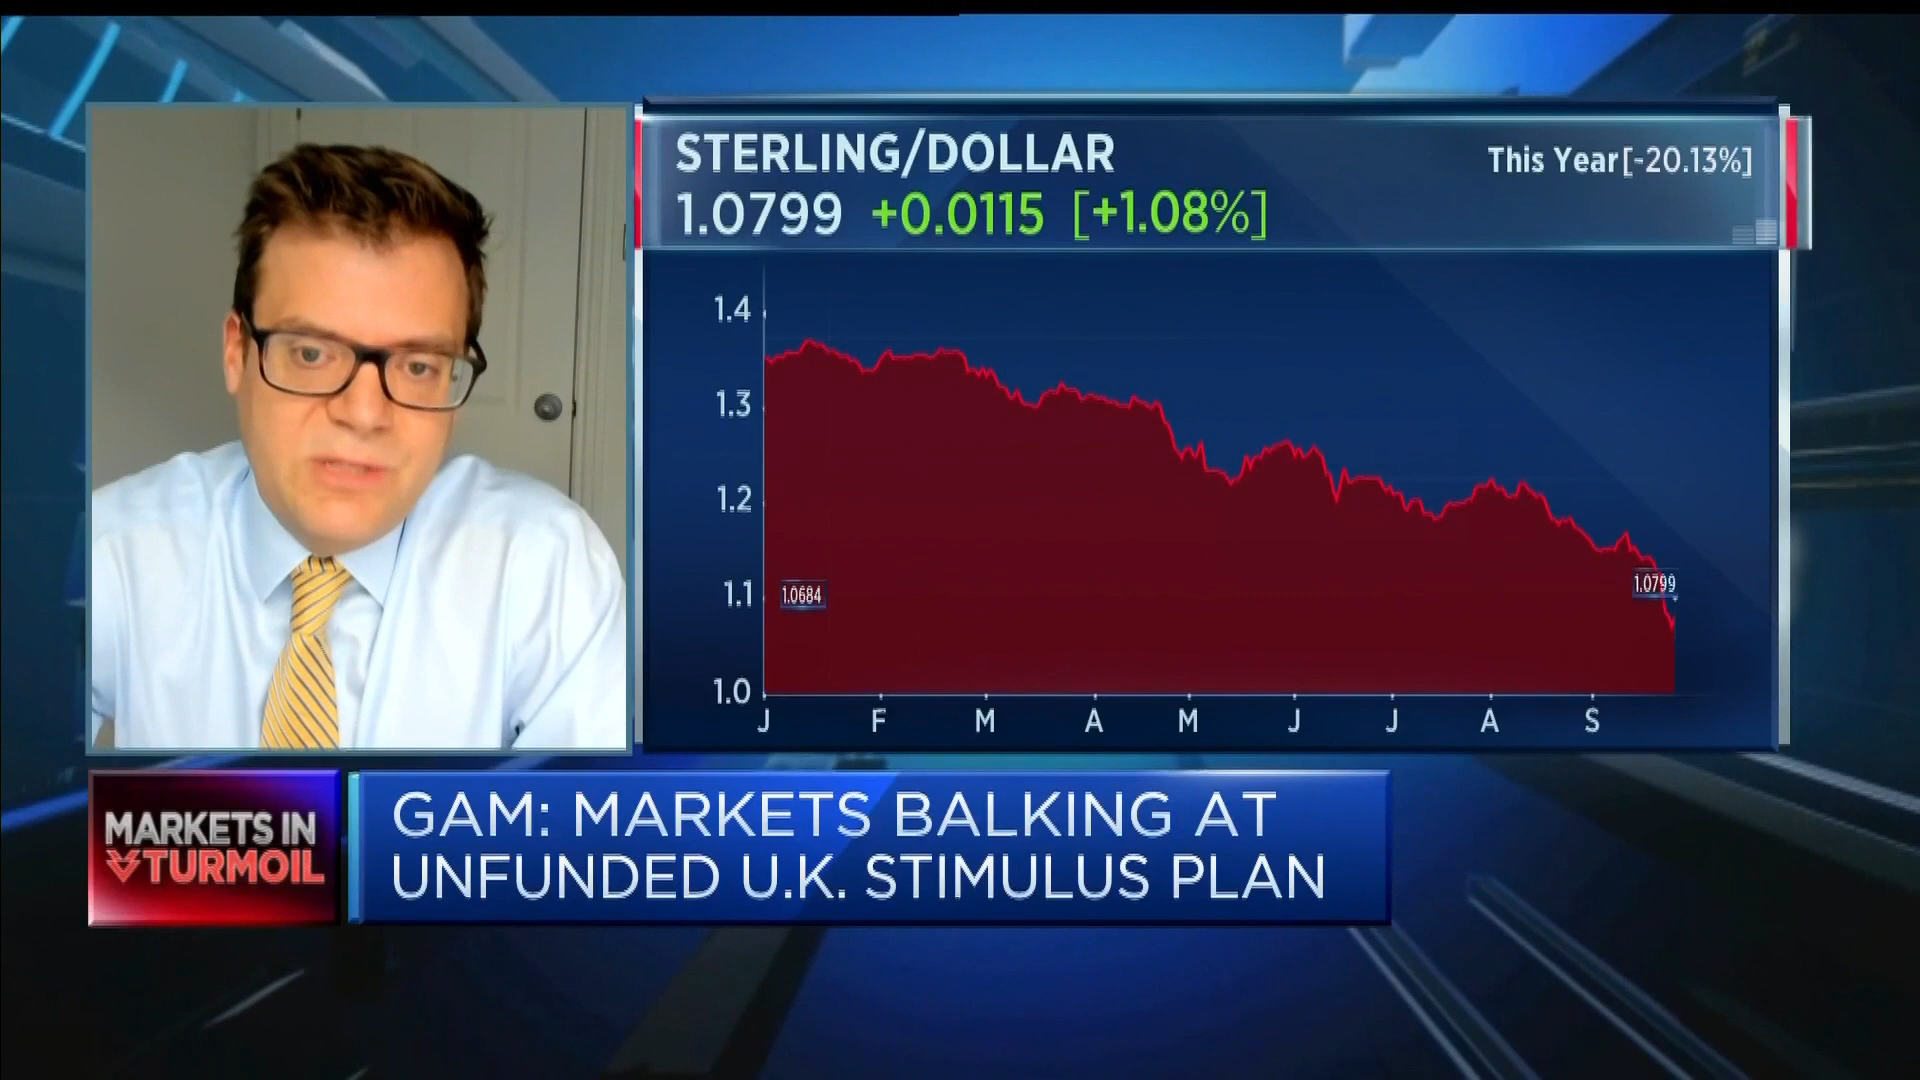 STERLING/DOLLAR
This Year[-20.13%]
1.0799 +0.0115 [+1.08%]
1.4
1.3
1.2
1.1
1.0
1.0684
1.0799
J F M A M J J A S
MARKETS IN
TURMOIL
GAM: MARKETS BALKING AT
UNFUNDED U.K. STIMULUS PLAN